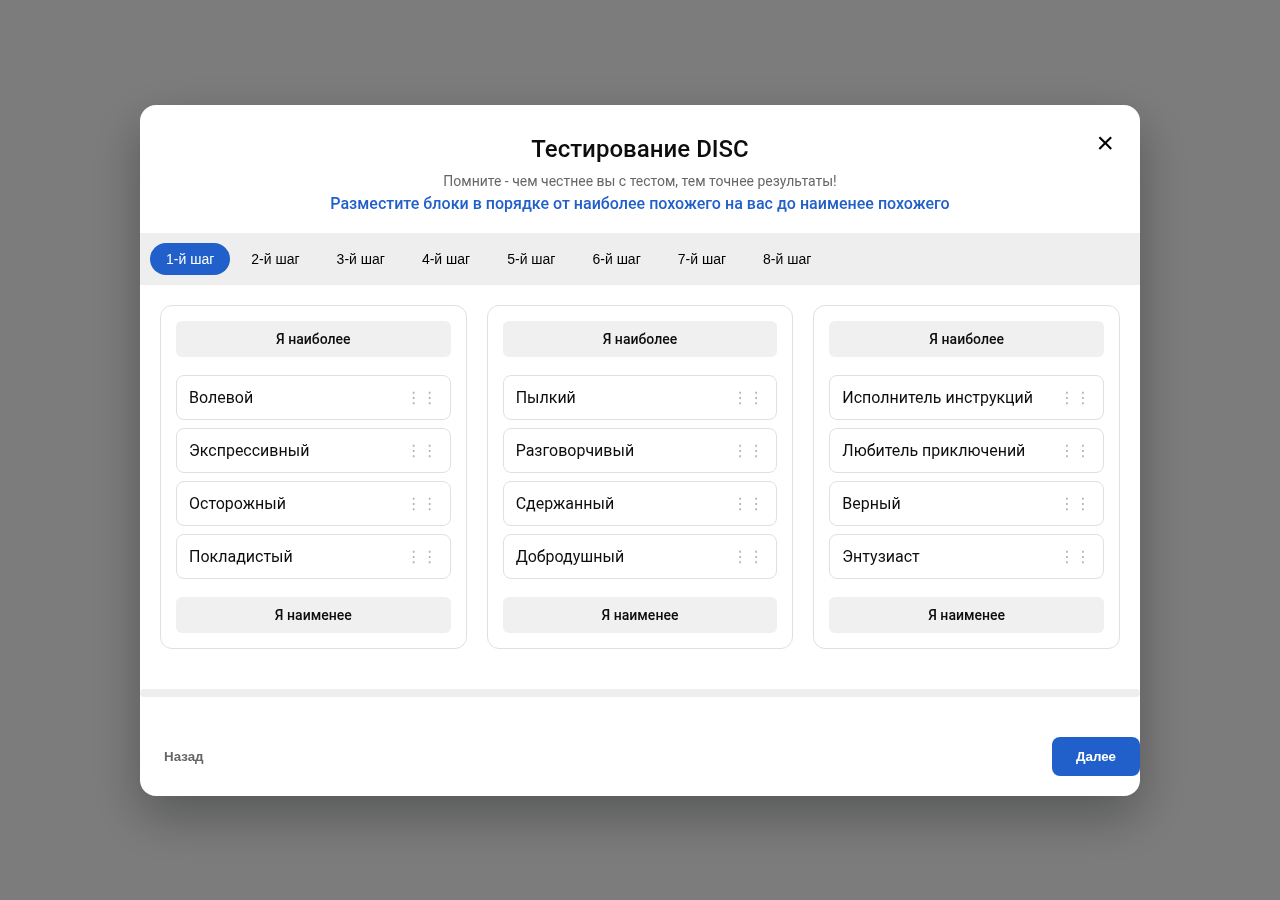 Тестирование DISC
✕
Помните - чем честнее вы с тестом, тем точнее результаты!
Разместите блоки в порядке от наиболее похожего на вас до наименее похожего
1-й шаг 2-й шаг 3-й шаг 4-й шаг 5-й шаг 6-й шаг 7-й шаг 8-й шаг
Я наиболее
Волевой
Экспрессивный
Осторожный
Покладистый
Я наименее
Я наиболее
Пылкий
Разговорчивый
Сдержанный
Добродушный
Я наименее
Я наиболее
Исполнитель инструкций
Любитель приключений
Верный
Энтузиаст
Я наименее
Назад
Далее